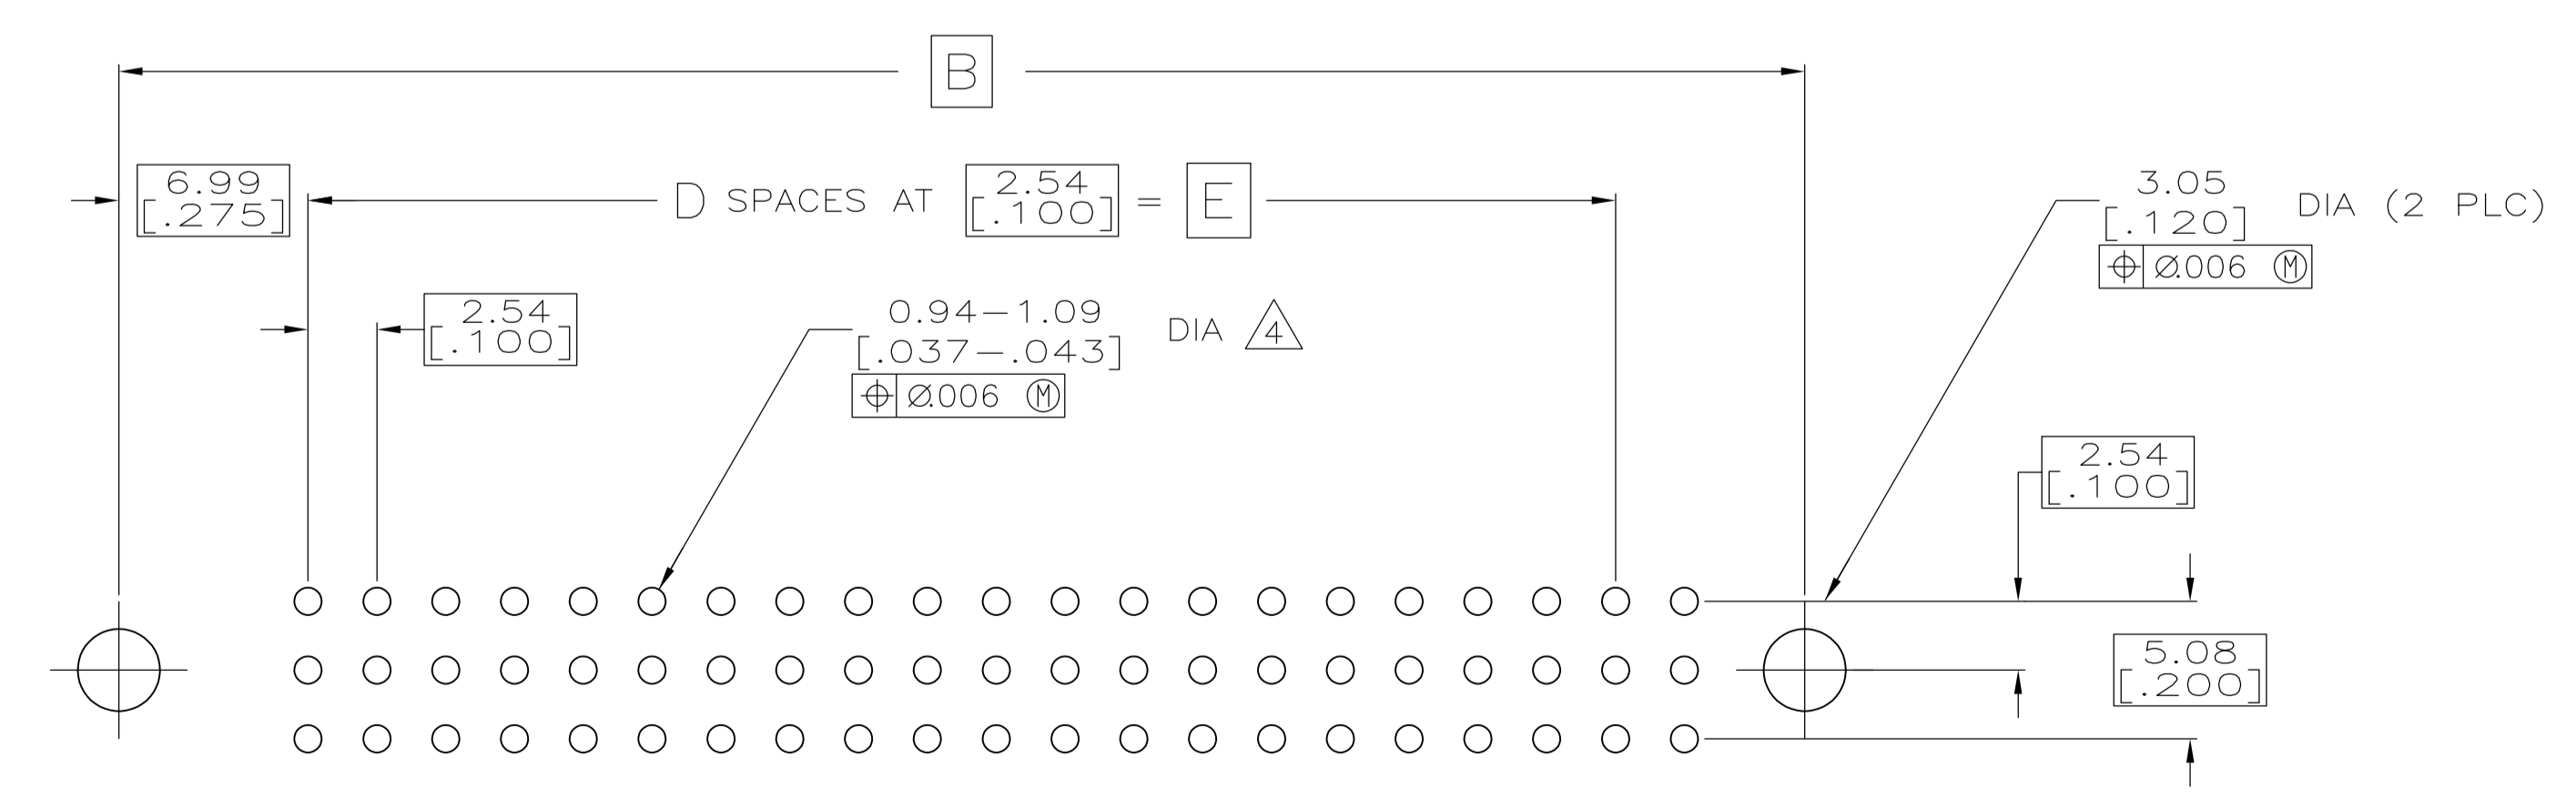 B
6.99
[.275]
D SPACES AT 2.54 = E
[.100]
3.05
[.120] DIA (2 PLC)
⌖ Ø.006 Ⓜ
2.54
[.100]
0.94-1.09
[.037-.043] DIA 4
⌖ Ø.006 Ⓜ
2.54
[.100]
5.08
[.200]